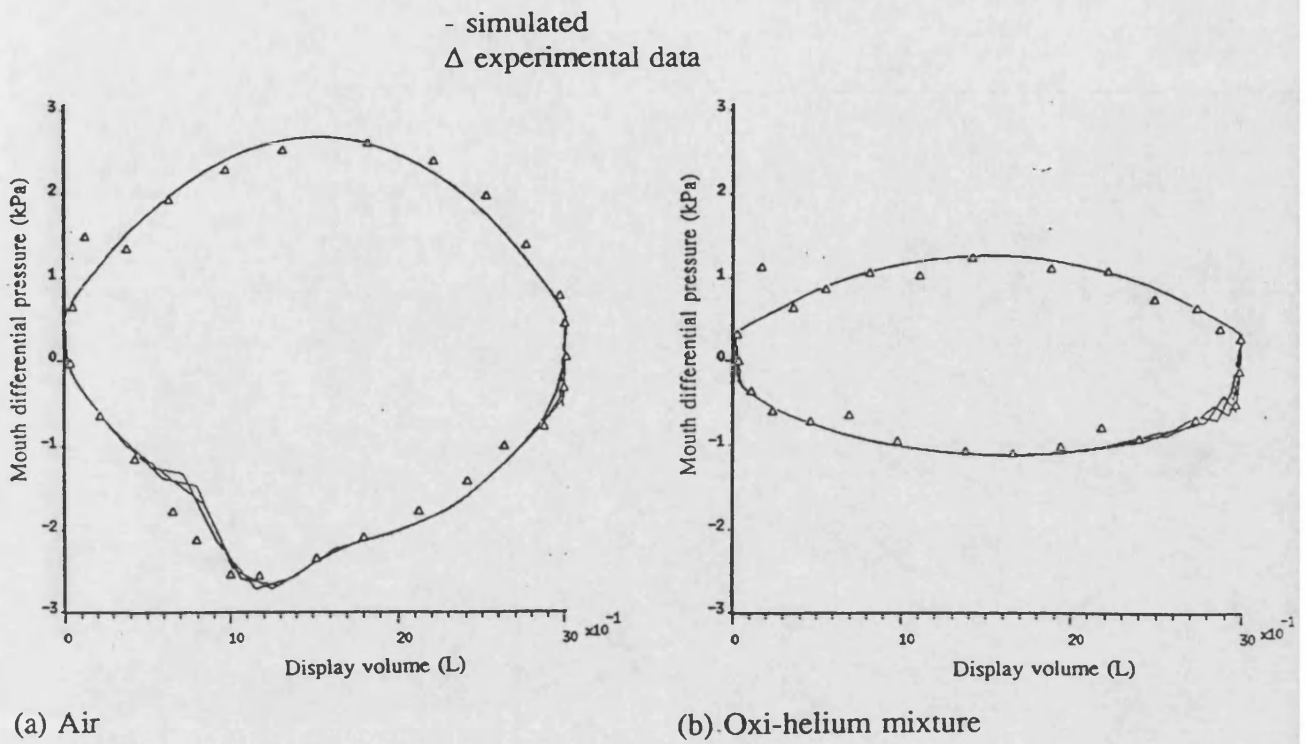 - simulated
Δ experimental data
Mouth differential pressure (kPa)
3
2
1
0
-1
-2
-3
0 10 20 30 x10⁻¹
Display volume (L)
(a) Air
Mouth differential pressure (kPa)
3
2
1
0
-1
-2
-3
0 10 20 30 x10⁻¹
Display volume (L)
(b) Oxi-helium mixture